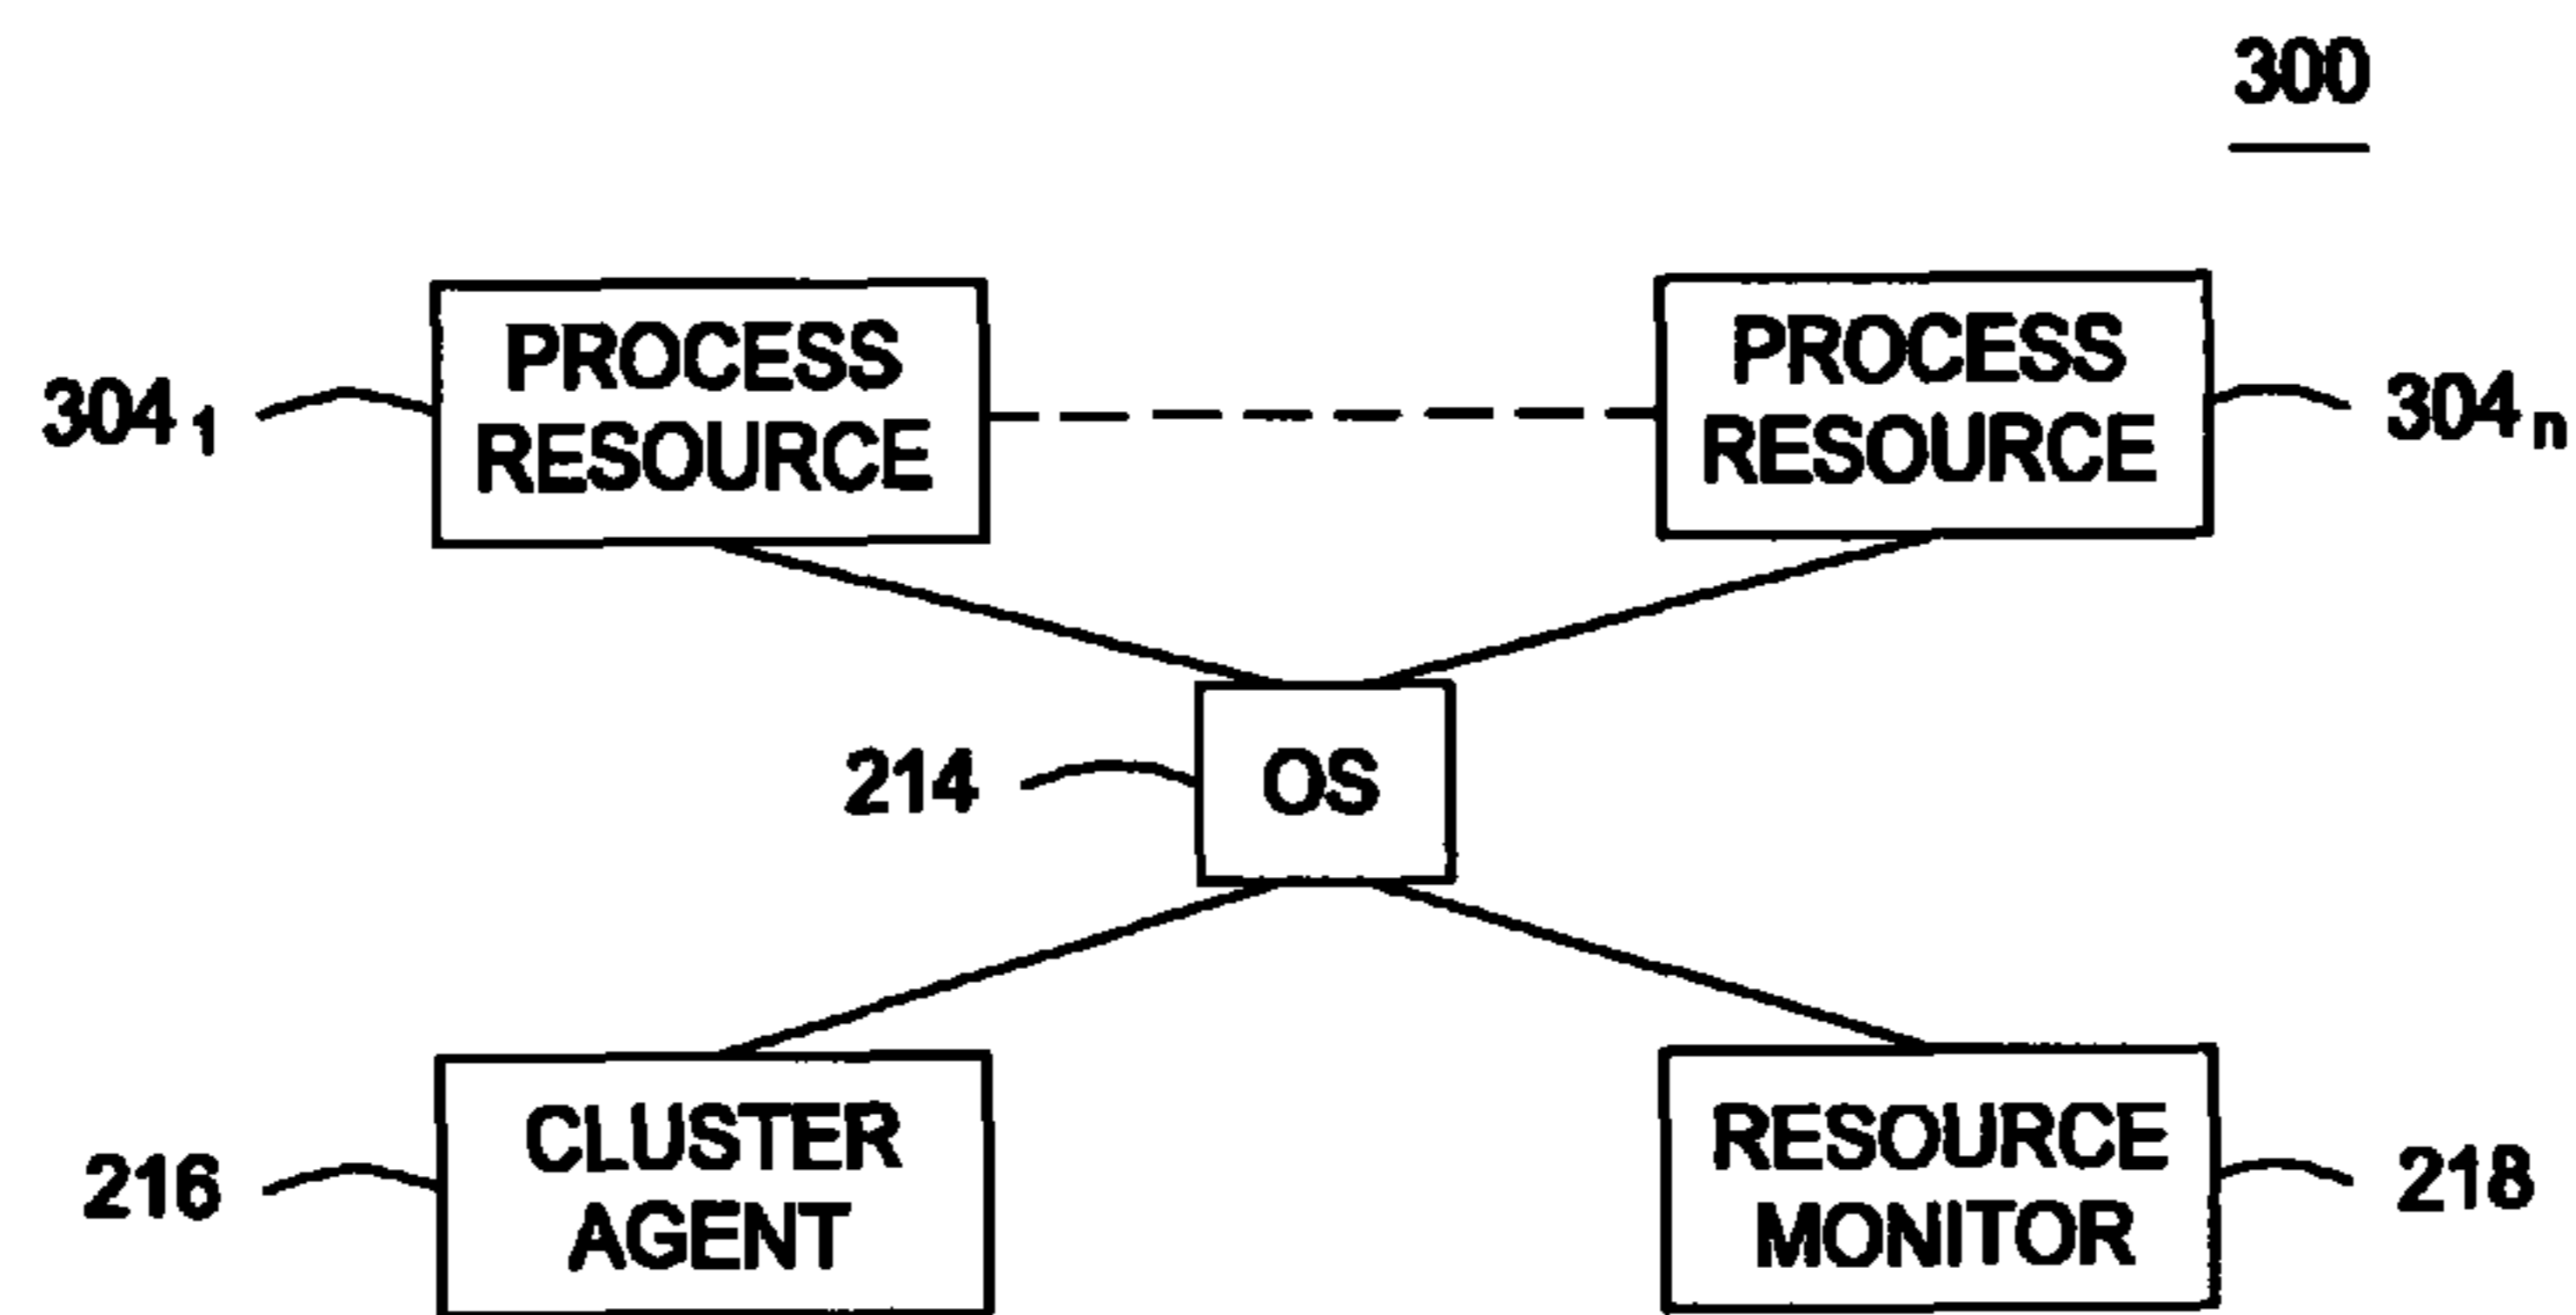 300
PROCESS
RESOURCE
PROCESS
RESOURCE
304₁
304ₙ
OS
214
CLUSTER
AGENT
RESOURCE
MONITOR
216
218